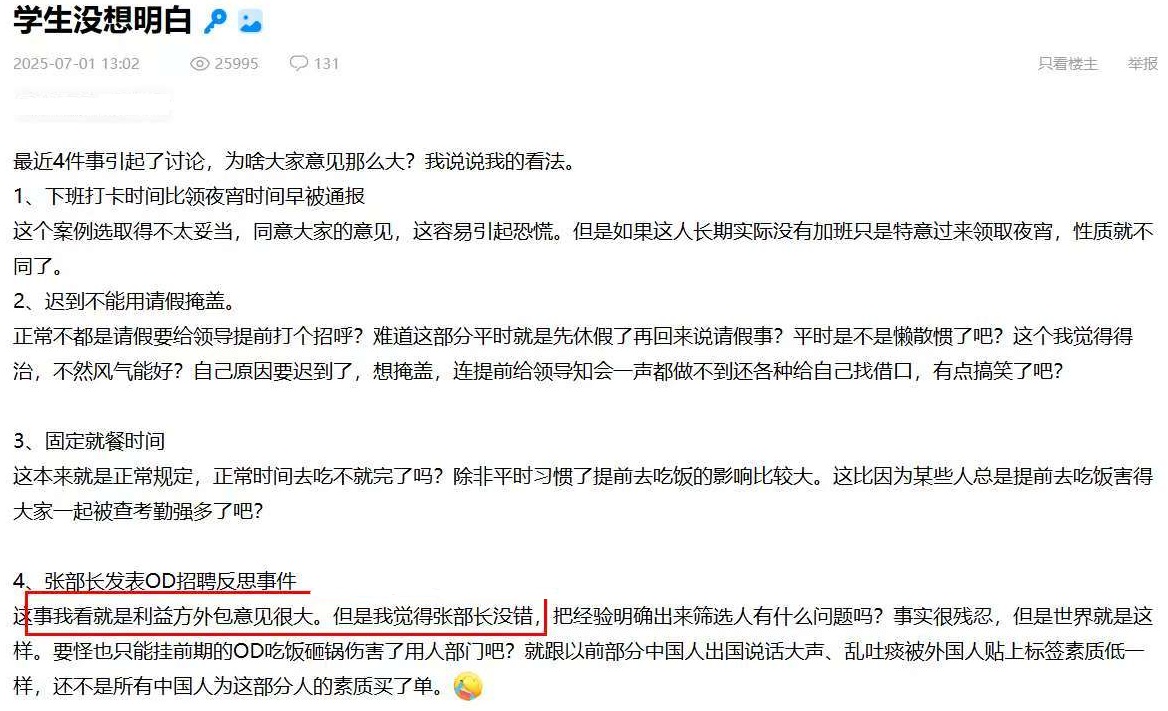 学生没想明白
2025-07-01 13:02 25995 131 只看楼主 举报
最近4件事引起了讨论，为啥大家意见那么大？我说说我的看法。
1、下班打卡时间比领夜宵时间早被通报
这个案例选取得不太妥当，同意大家的意见，这容易引起恐慌。但是如果这人长期实际没有加班只是特意过来领取夜宵，性质就不
同了。
2、迟到不能用请假掩盖。
正常不都是请假要给领导提前打个招呼？难道这部分平时就是先休假了再回来说请假事？平时是不是懒散惯了吧？这个我觉得得
治，不然风气能好？自己原因要迟到了，想掩盖，连提前给领导知会一声都做不到还各种给自己找借口，有点搞笑了吧？
3、固定就餐时间
这本来就是正常规定，正常时间去吃不就完了吗？除非平时习惯了提前去吃饭的影响比较大。这比因为某些人总是提前去吃饭害得
大家一起被查考勤强多了吧？
4、张部长发表OD招聘反思事件
这事我看就是利益方外包意见很大。但是我觉得张部长没错，把经验明确出来筛选人有什么问题吗？事实很残忍，但是世界就是这
样。要怪也只能挂前期的OD吃饭砸锅伤害了用人部门吧？就跟以前部分中国人出国说话大声、乱吐痰被外国人贴上标签素质低一
样，还不是所有中国人为这部分人的素质买了单。